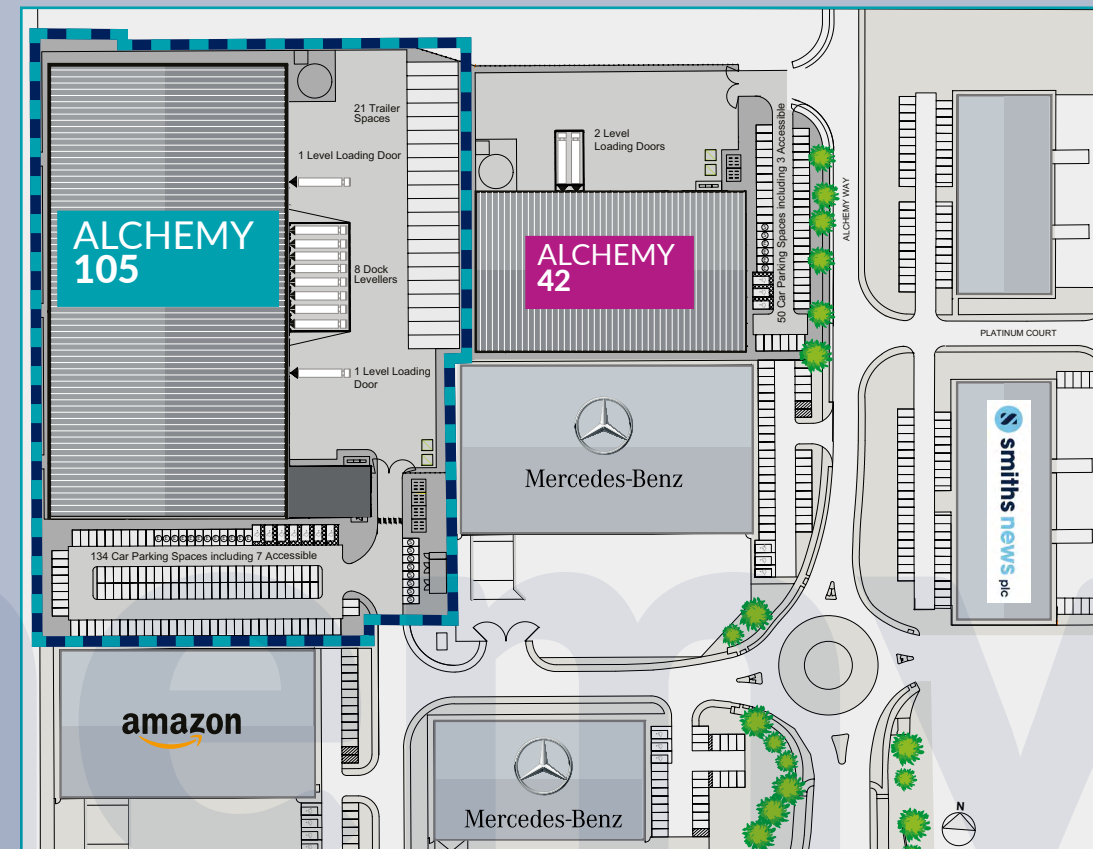 21 Trailer
Spaces
1 Level Loading Door
ALCHEMY
105
8 Dock
Levellers
1 Level Loading
Door
134 Car Parking Spaces including 7 Accessible
2 Level
Loading Doors
ALCHEMY
42
50 Car Parking Spaces including 3 Accessible
ALCHEMY WAY
PLATINUM COURT
Mercedes-Benz
smiths news plc
amazon
Mercedes-Benz
N